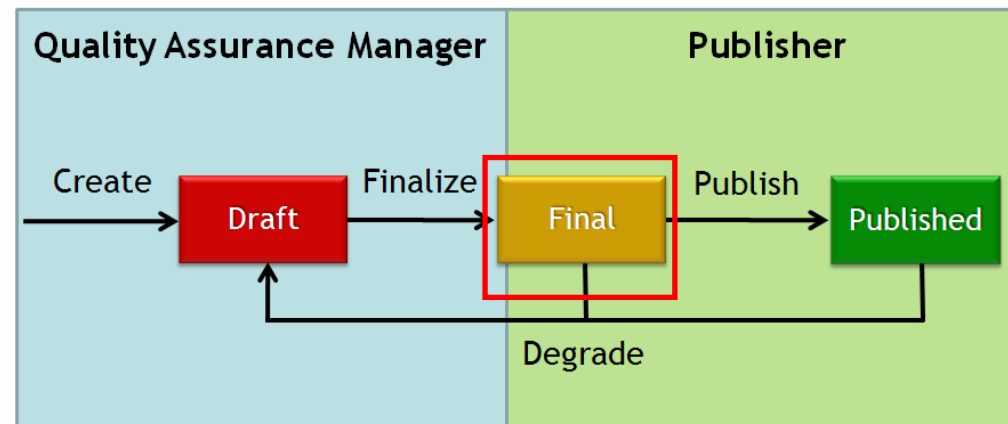 Quality Assurance Manager
Publisher
Create
Finalize
Publish
Draft
Final
Published
Degrade